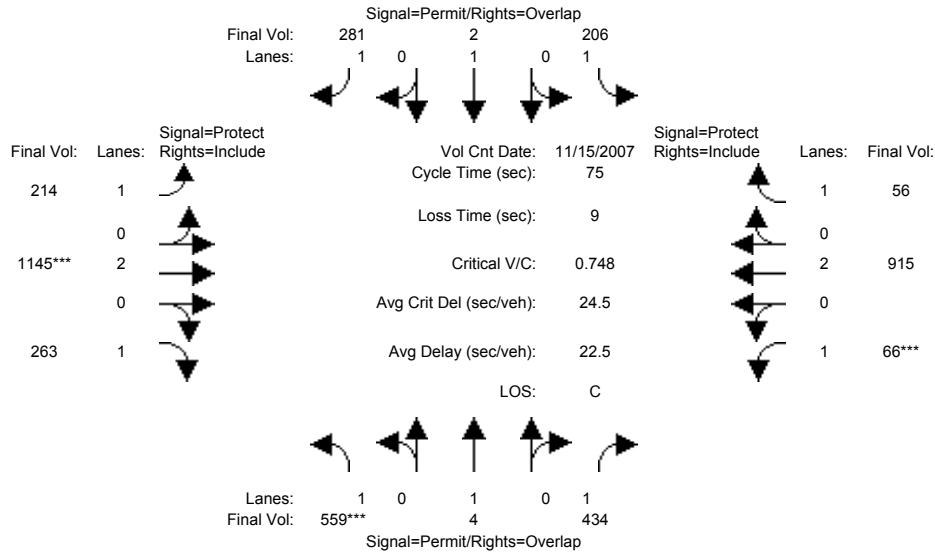 Signal=Permit/Rights=Overlap
Final Vol: 281 2 206
Lanes: 1 0 1 0 1
Signal=Protect
Final Vol: Lanes: Rights=Include
Vol Cnt Date: 11/15/2007
Signal=Protect
Rights=Include Lanes: Final Vol:
Cycle Time (sec): 75
214 1
1 56
Loss Time (sec): 9
0
0
1145*** 2
Critical V/C: 0.748
2 915
0
Avg Crit Del (sec/veh): 24.5
0
263 1
Avg Delay (sec/veh): 22.5
1 66***
LOS: C
Lanes: 1 0 1 0 1
Final Vol: 559*** 4 434
Signal=Permit/Rights=Overlap